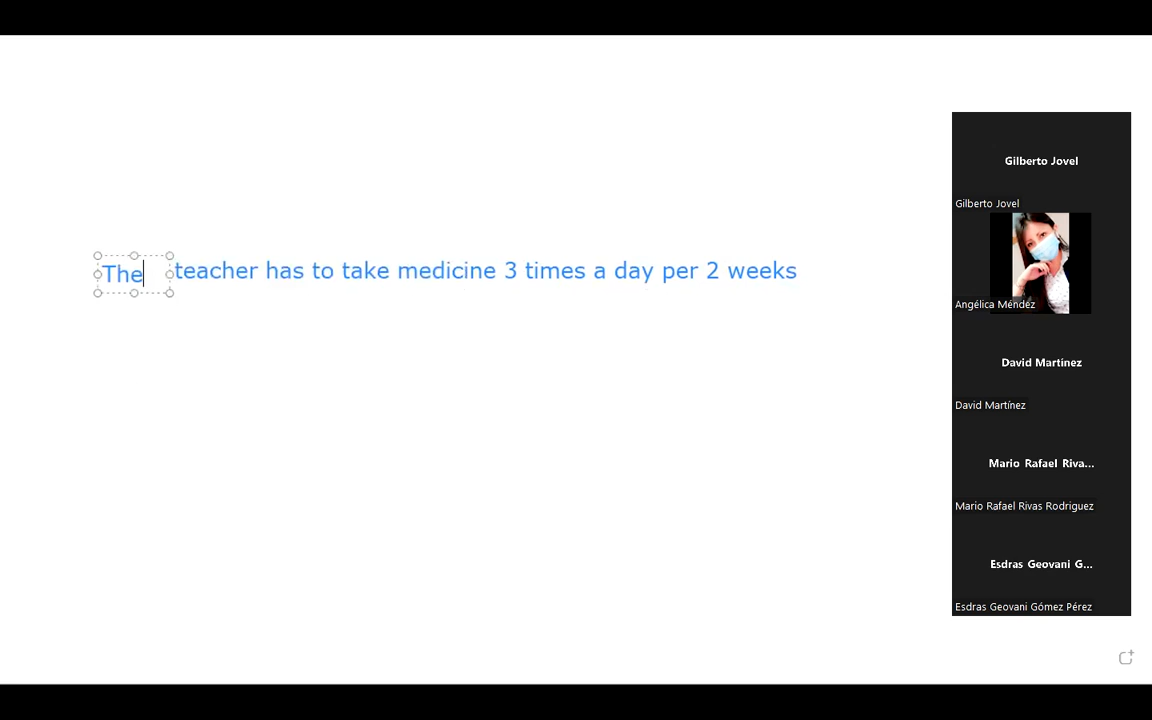 The teacher has to take medicine 3 times a day per 2 weeks
Gilberto Jovel
Gilberto Jovel
Angélica Méndez
David Martínez
David Martínez
Mario Rafael Riva...
Mario Rafael Rivas Rodriguez
Esdras Geovani G...
Esdras Geovani Gómez Pérez